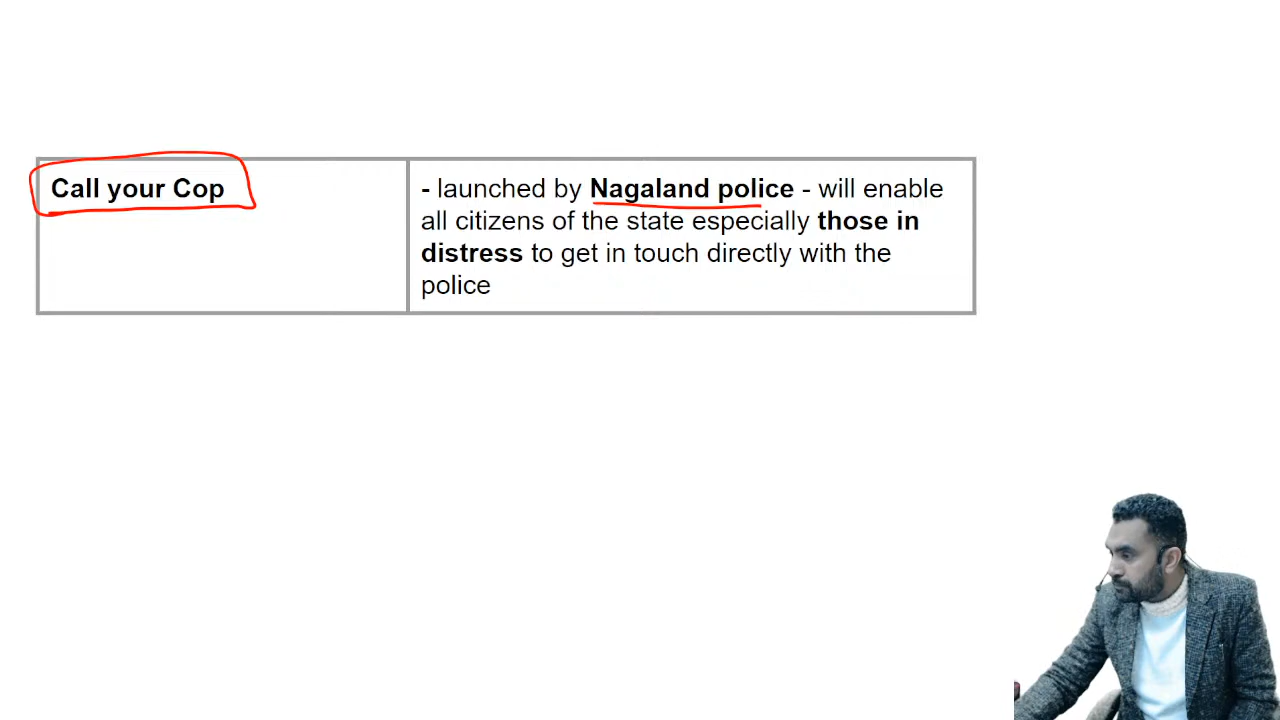 Call your Cop
- launched by Nagaland police - will enable
all citizens of the state especially those in
distress to get in touch directly with the
police